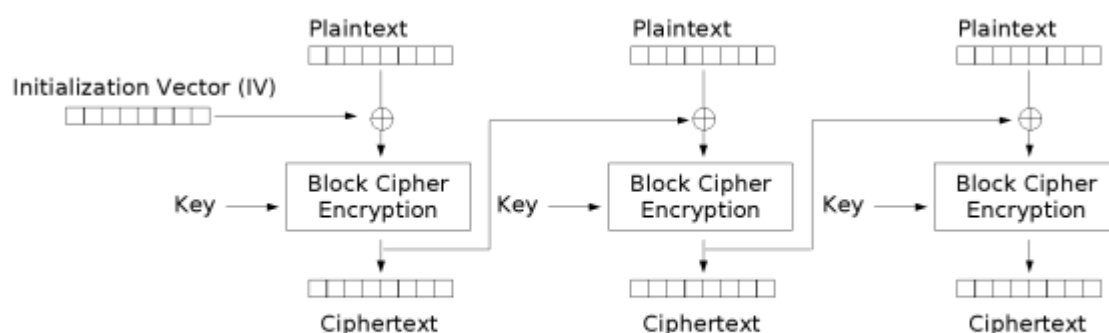 Plaintext
Plaintext
Plaintext
Initialization Vector (IV)
Key
Block Cipher
Encryption
Key
Block Cipher
Encryption
Key
Block Cipher
Encryption
Ciphertext
Ciphertext
Ciphertext